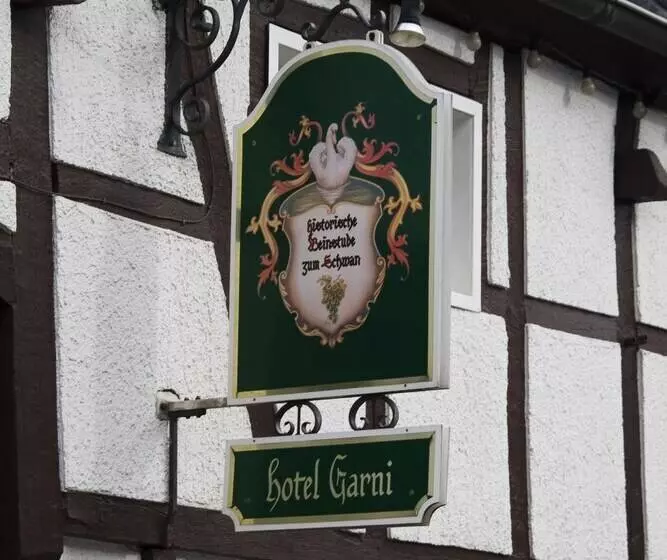 historische
Weinstube
zum Schwan
hotel Garni